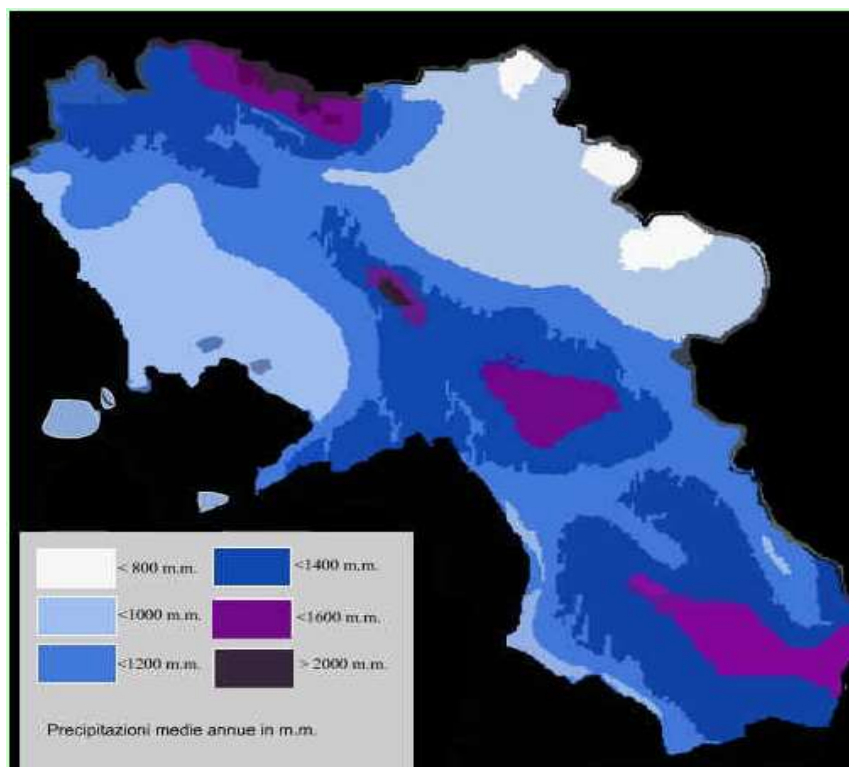 < 800 m.m.
<1400 m.m.
<1000 m.m.
<1600 m.m.
<1200 m.m.
> 2000 m.m.
Precipitazioni medie annue in m.m.